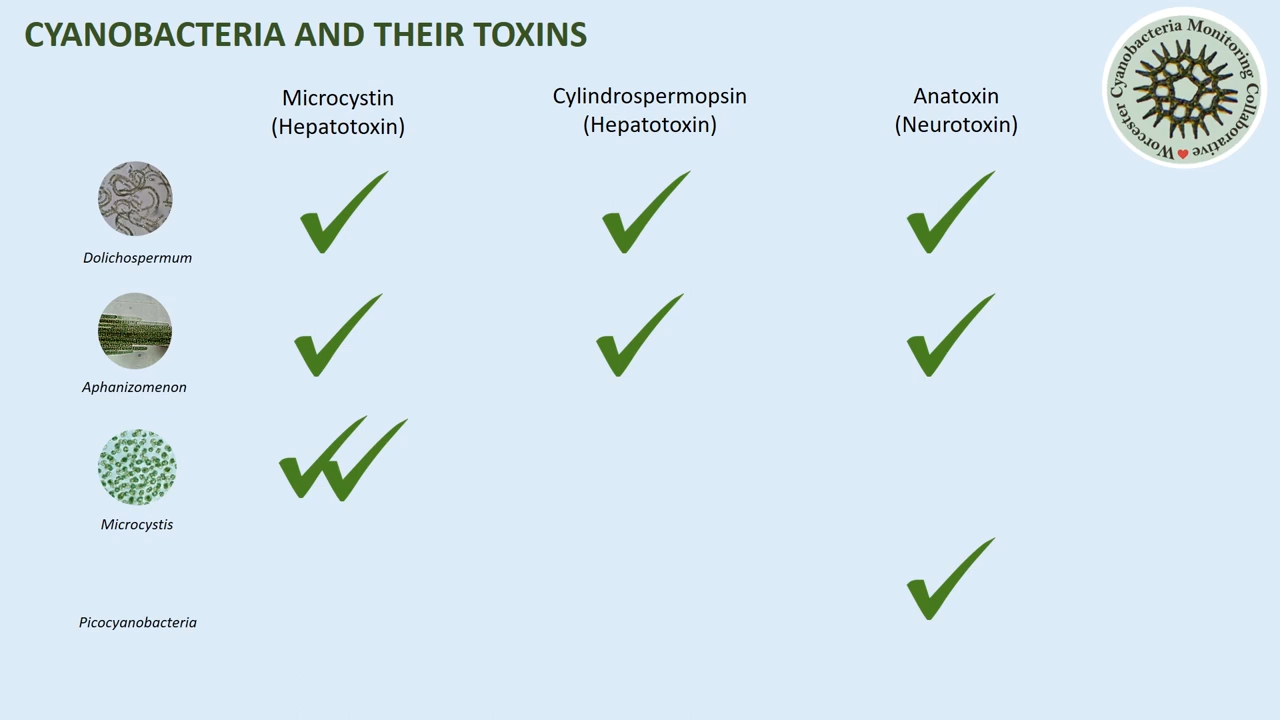 CYANOBACTERIA AND THEIR TOXINS
Worcester Cyanobacteria Monitoring Collaborative
Microcystin
(Hepatotoxin)
Cylindrospermopsin
(Hepatotoxin)
Anatoxin
(Neurotoxin)
Dolichospermum
Aphanizomenon
Microcystis
Picocyanobacteria